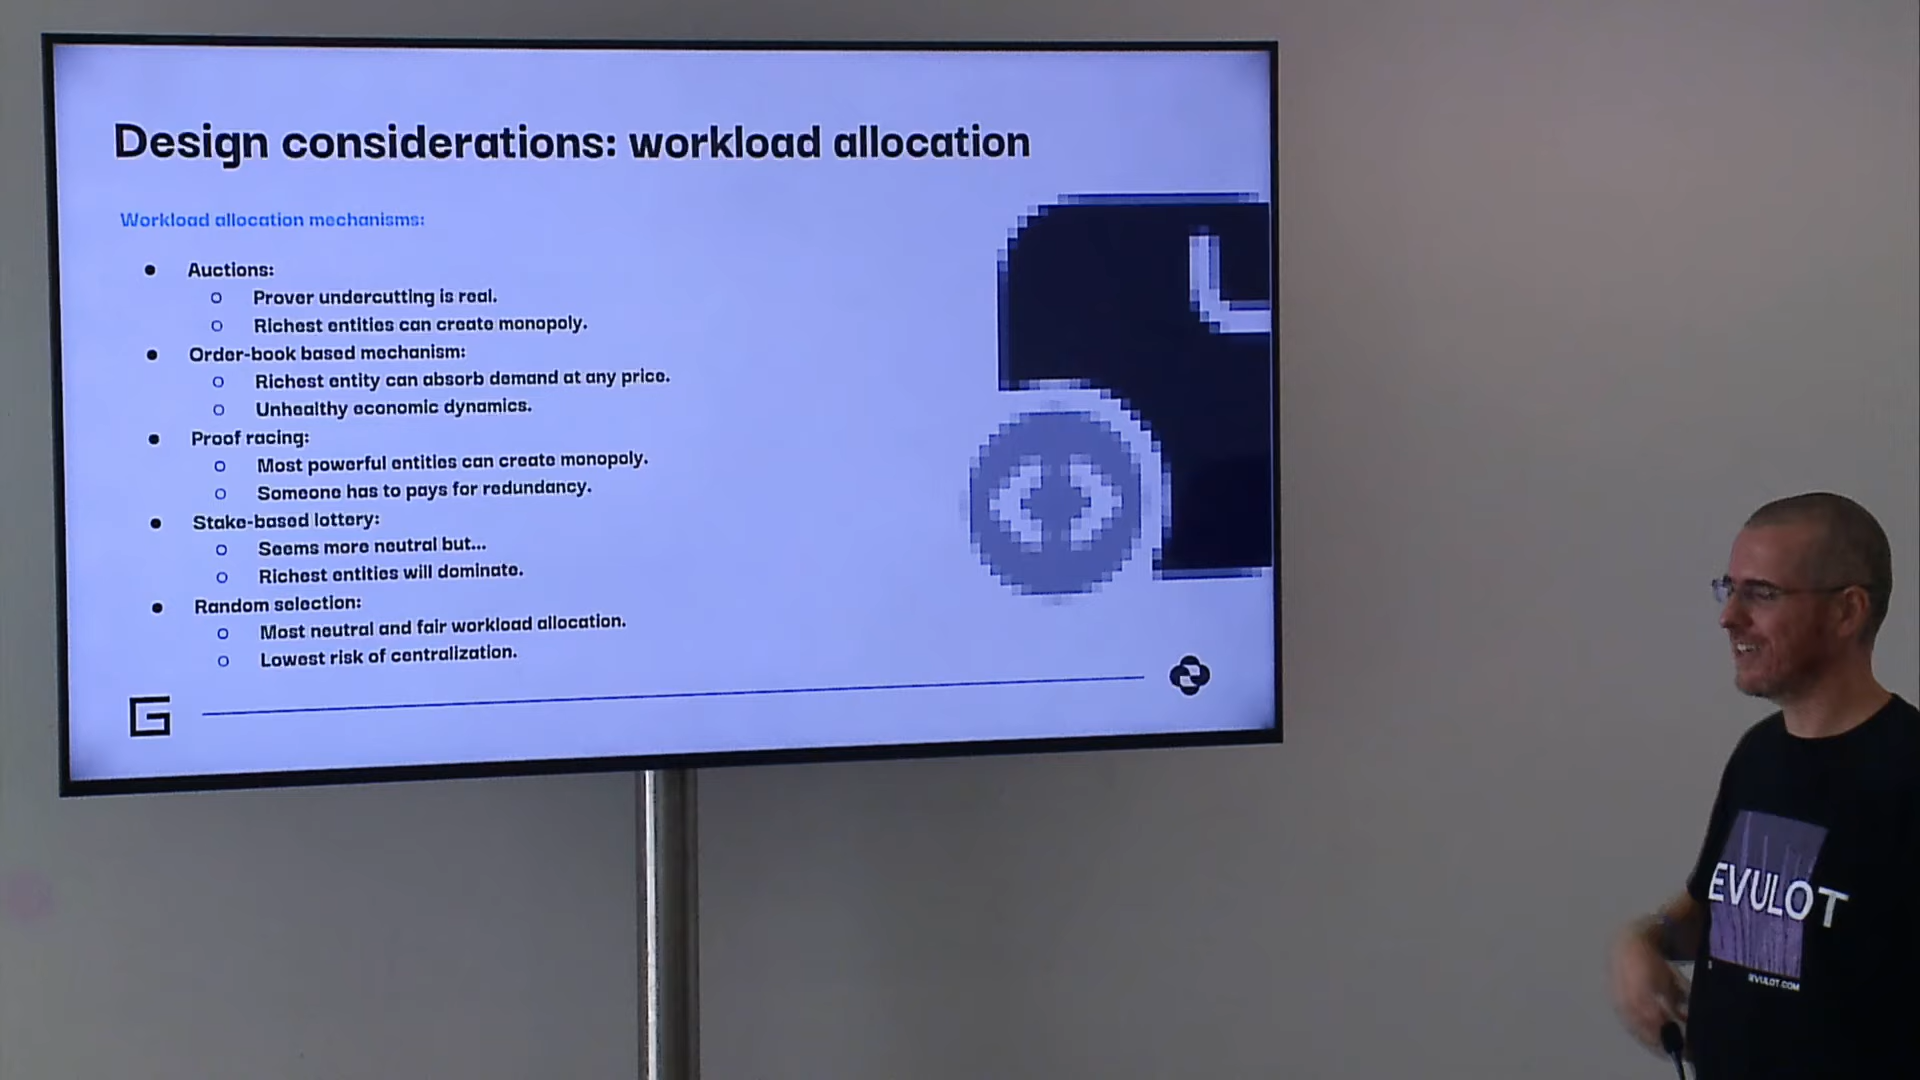 Design considerations: workload allocation
Workload allocation mechanisms:
● Auctions:
○ Prover undercutting is real.
○ Richest entities can create monopoly.
● Order-book based mechanism:
○ Richest entity can absorb demand at any price.
○ Unhealthy economic dynamics.
● Proof racing:
○ Most powerful entities can create monopoly.
○ Someone has to pays for redundancy.
● Stake-based lottery:
○ Seems more neutral but...
○ Richest entities will dominate.
● Random selection:
○ Most neutral and fair workload allocation.
○ Lowest risk of centralization.
EVULOT
EVULOT.COM